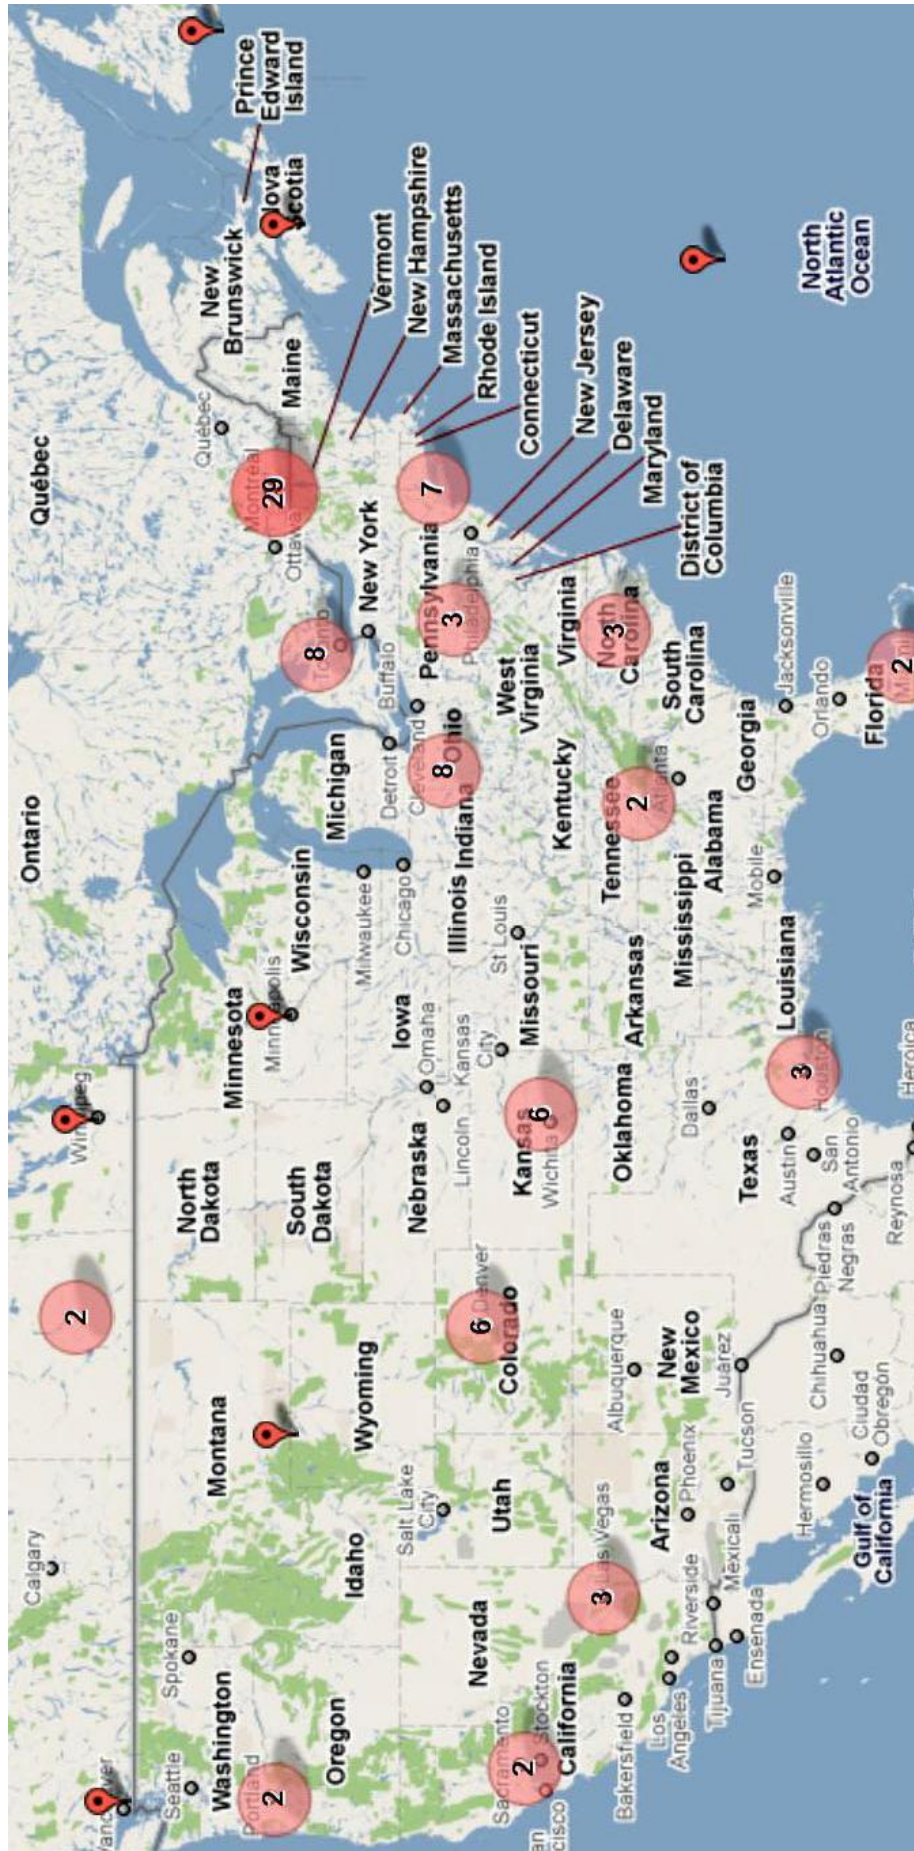 Calgary
2
Winnipeg
Ontario
Québec
Vancouver
Seattle
Spokane
Washington
Portland
2
Oregon
Montana
Idaho
Wyoming
North
Dakota
South
Dakota
Minnesota
Minneapolis
Wisconsin
Michigan
Milwaukee
Chicago
Detroit
Toronto
8
Buffalo
New York
Ottawa
Montréal
29
Québec
Maine
New
Brunswick
Prince
Edward
Island
Nova
Scotia
Vermont
New Hampshire
Massachusetts
Rhode Island
Connecticut
New Jersey
Delaware
Maryland
District of
Columbia
7
Sacramento
2
Stockton
California
Nevada
Salt Lake
City
Utah
6
Denver
Colorado
Nebraska
Lincoln
Omaha
Iowa
Kansas
City
Kansas
6
Wichita
Missouri
St Louis
Illinois
Indiana
8
Ohio
Cleveland
Pennsylvania
3
Philadelphia
West
Virginia
Virginia
Kentucky
Tennessee
North
Carolina
3
South
Carolina
2
Atlanta
Georgia
Alabama
Mississippi
Arkansas
Oklahoma
Dallas
Texas
Austin
San
Antonio
3
Houston
Louisiana
Mobile
Jacksonville
Orlando
Florida
2
Bakersfield
Los
Angeles
Riverside
3
Las Vegas
Arizona
Phoenix
Tucson
Albuquerque
New
Mexico
Juárez
Tijuana
Mexicali
Ensenada
Hermosillo
Gulf of
California
Ciudad
Obregón
Chihuahua
Piedras
Negras
Reynosa
Heroica
North
Atlantic
Ocean